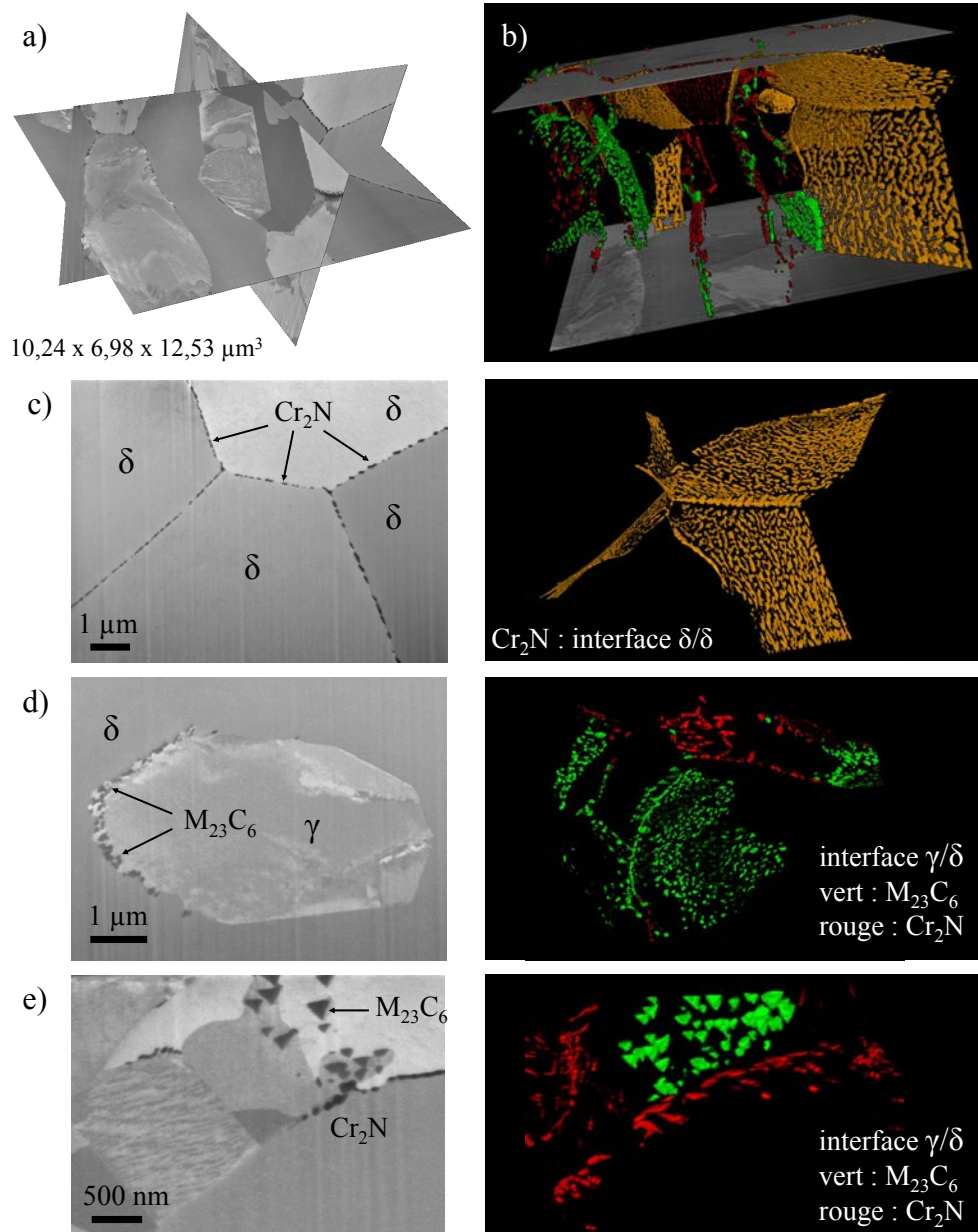 a)
b)
10,24 x 6,98 x 12,53 µm³
c)
Cr₂N
δ
δ
δ
δ
1 µm
Cr₂N : interface δ/δ
d)
δ
M₂₃C₆
γ
1 µm
interface γ/δ
vert : M₂₃C₆
rouge : Cr₂N
e)
M₂₃C₆
Cr₂N
500 nm
interface γ/δ
vert : M₂₃C₆
rouge : Cr₂N